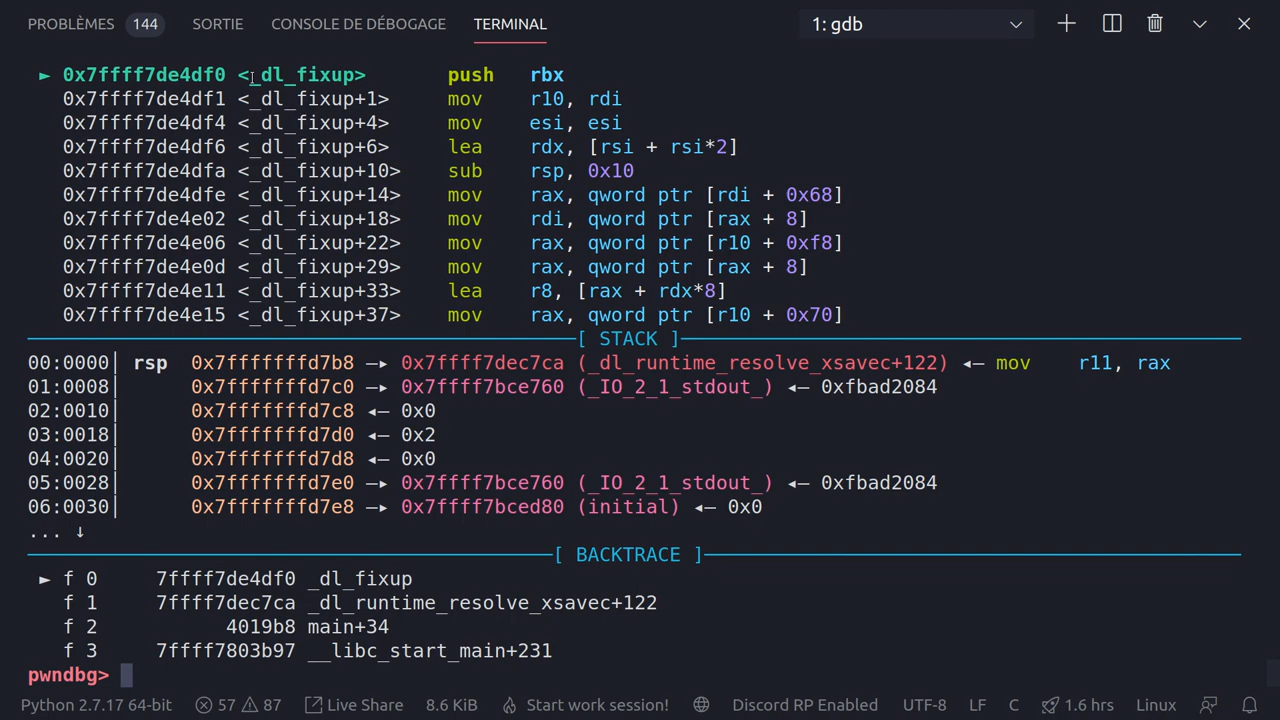 PROBLÈMES 144 SORTIE CONSOLE DE DÉBOGAGE TERMINAL 1: gdb
► 0x7ffff7de4df0 <_dl_fixup> push rbx
0x7ffff7de4df1 <_dl_fixup+1> mov r10, rdi
0x7ffff7de4df4 <_dl_fixup+4> mov esi, esi
0x7ffff7de4df6 <_dl_fixup+6> lea rdx, [rsi + rsi*2]
0x7ffff7de4dfa <_dl_fixup+10> sub rsp, 0x10
0x7ffff7de4dfe <_dl_fixup+14> mov rax, qword ptr [rdi + 0x68]
0x7ffff7de4e02 <_dl_fixup+18> mov rdi, qword ptr [rax + 8]
0x7ffff7de4e06 <_dl_fixup+22> mov rax, qword ptr [r10 + 0xf8]
0x7ffff7de4e0d <_dl_fixup+29> mov rax, qword ptr [rax + 8]
0x7ffff7de4e11 <_dl_fixup+33> lea r8, [rax + rdx*8]
0x7ffff7de4e15 <_dl_fixup+37> mov rax, qword ptr [r10 + 0x70]
[ STACK ]
00:0000│ rsp 0x7fffffffd7b8 —▸ 0x7ffff7dec7ca (_dl_runtime_resolve_xsavec+122) ◂— mov r11, rax
01:0008│ 0x7fffffffd7c0 —▸ 0x7ffff7bce760 (_IO_2_1_stdout_) ◂— 0xfbad2084
02:0010│ 0x7fffffffd7c8 ◂— 0x0
03:0018│ 0x7fffffffd7d0 ◂— 0x2
04:0020│ 0x7fffffffd7d8 ◂— 0x0
05:0028│ 0x7fffffffd7e0 —▸ 0x7ffff7bce760 (_IO_2_1_stdout_) ◂— 0xfbad2084
06:0030│ 0x7fffffffd7e8 —▸ 0x7ffff7bced80 (initial) ◂— 0x0
... ↓
[ BACKTRACE ]
► f 0 7ffff7de4df0 _dl_fixup
f 1 7ffff7dec7ca _dl_runtime_resolve_xsavec+122
f 2 4019b8 main+34
f 3 7ffff7803b97 __libc_start_main+231
pwndbg>
Python 2.7.17 64-bit 57 87 Live Share 8.6 KiB Start work session! Discord RP Enabled UTF-8 LF C 1.6 hrs Linux